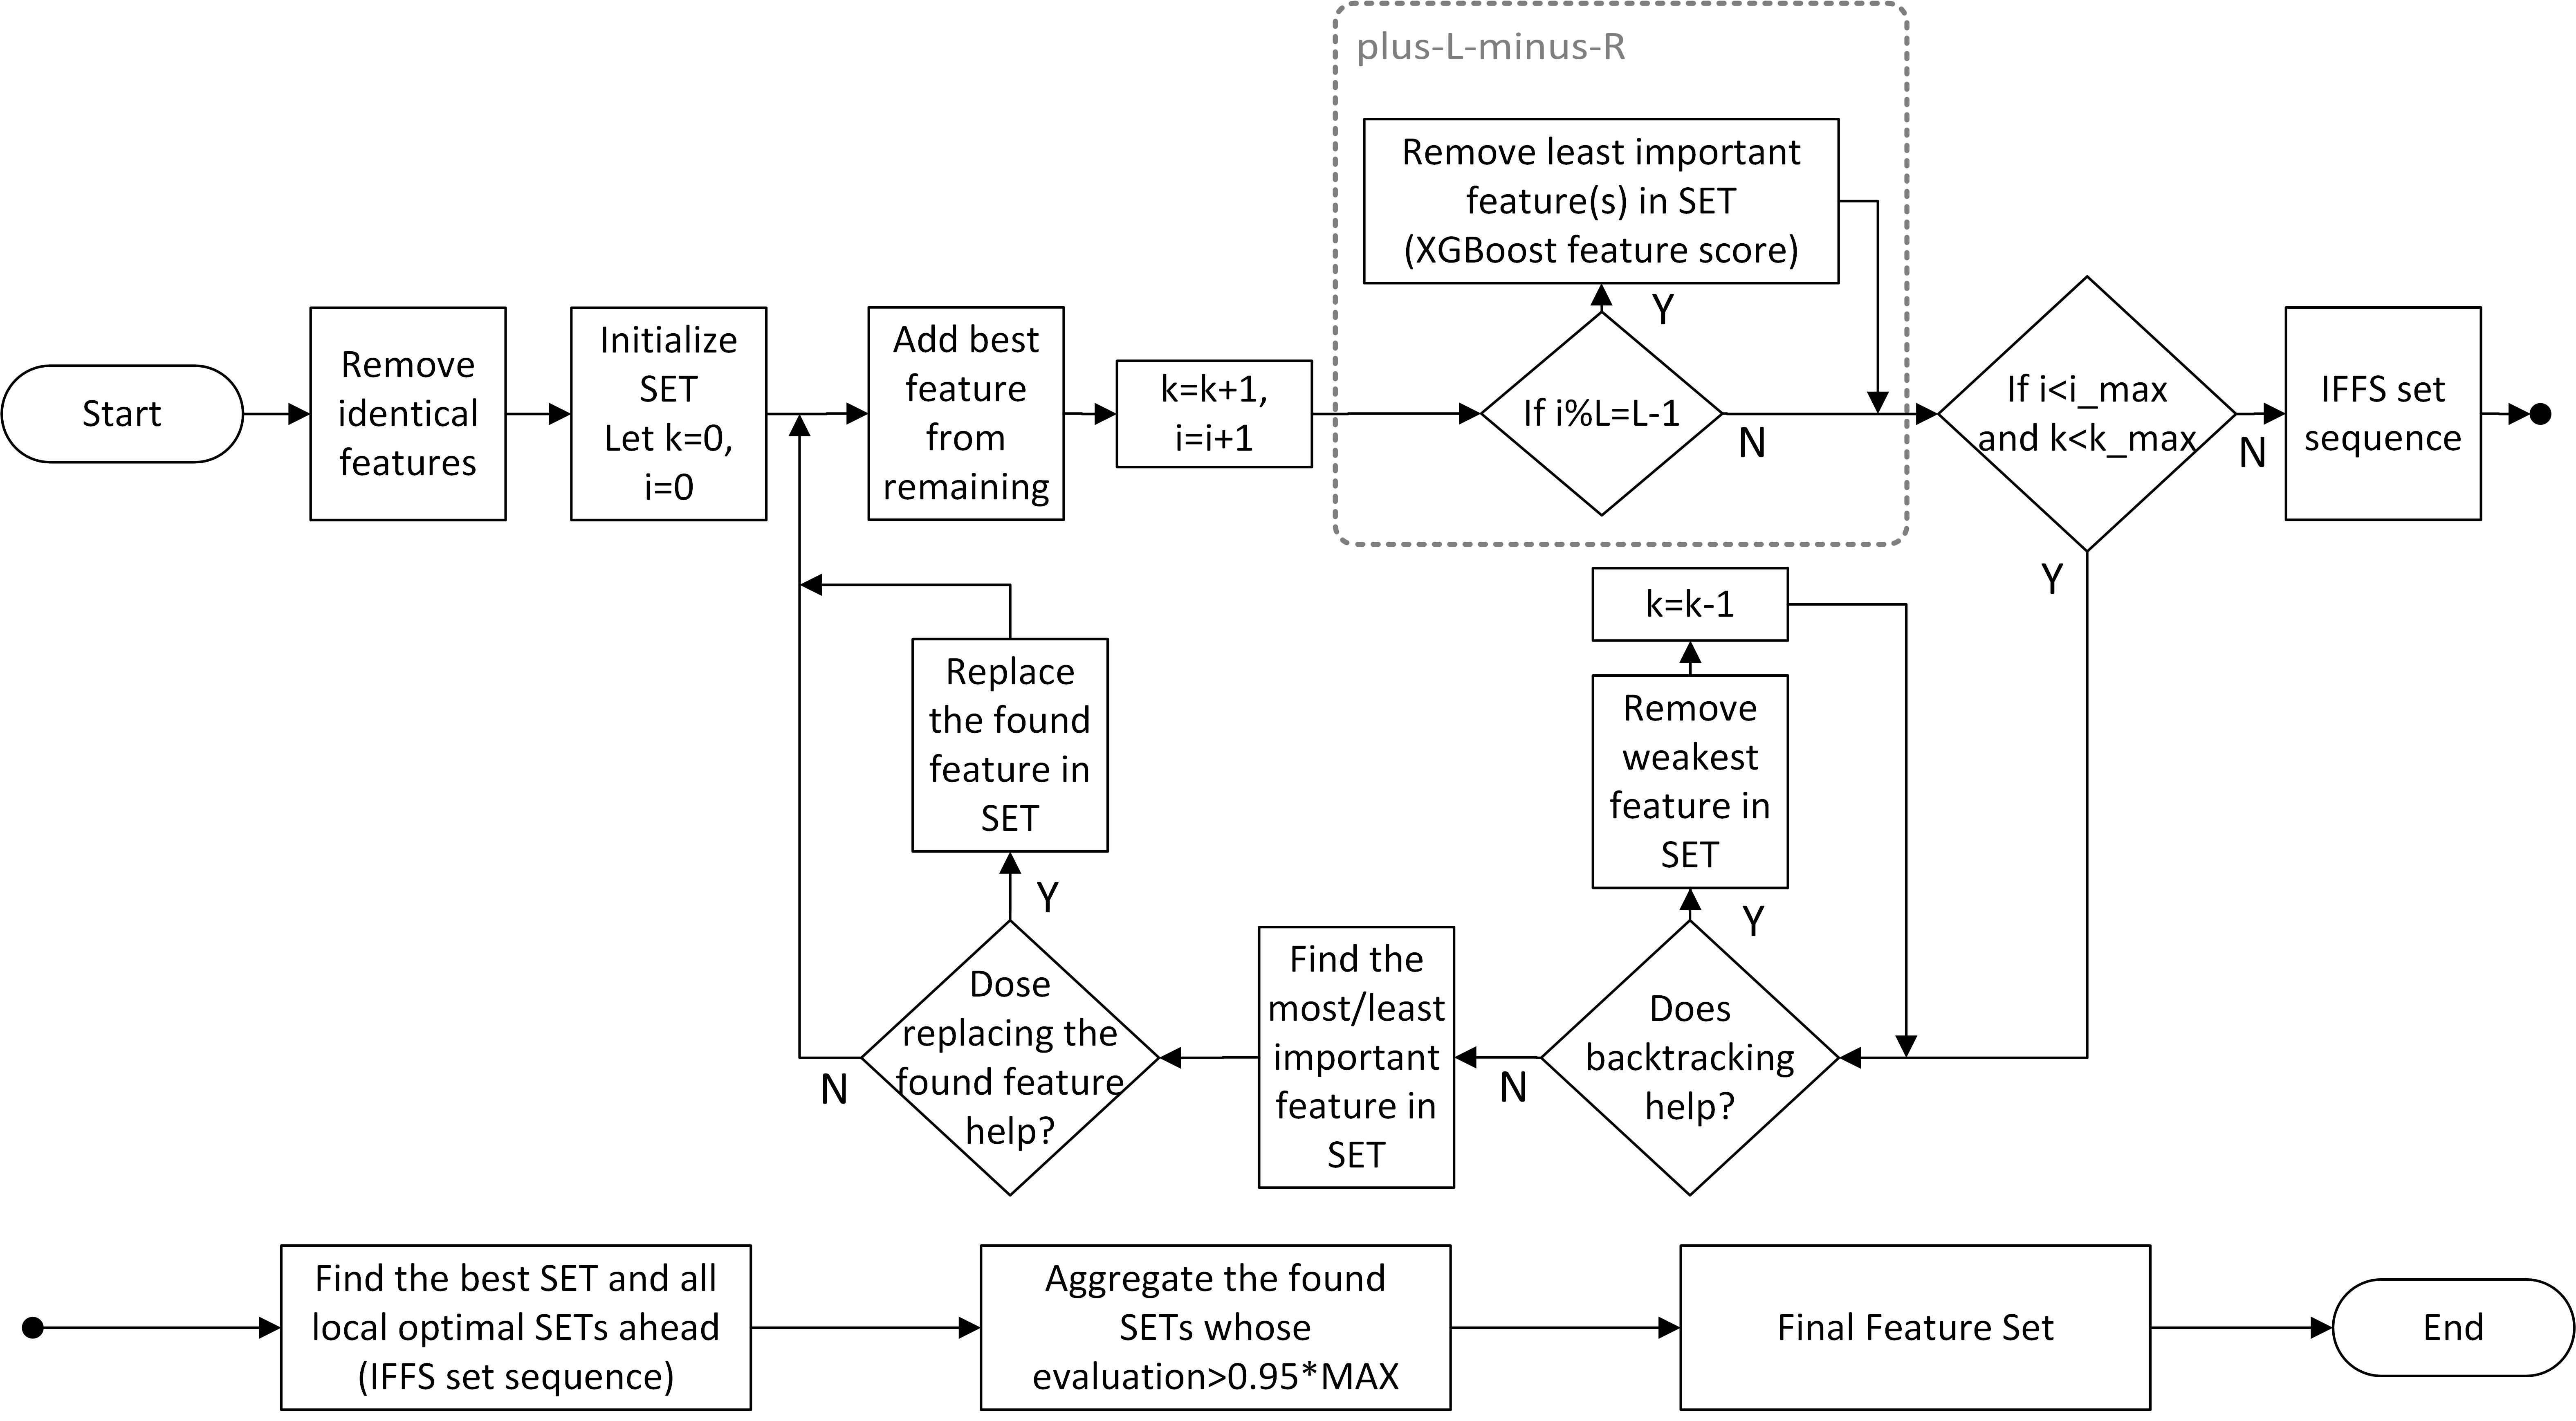 plus-L-minus-R
Remove least important
feature(s) in SET
(XGBoost feature score)
Y
Start
Remove
identical
features
Initialize
SET
Let k=0,
i=0
Add best
feature
from
remaining
k=k+1,
i=i+1
If i%L=L-1
N
If i<i_max
and k<k_max
N
Y
IFFS set
sequence
k=k-1
Remove
weakest
feature in
SET
Y
Does
backtracking
help?
N
Find the
most/least
important
feature in
SET
Replace
the found
feature in
SET
Y
Dose
replacing the
found feature
help?
N
Find the best SET and all
local optimal SETs ahead
(IFFS set sequence)
Aggregate the found
SETs whose
evaluation>0.95*MAX
Final Feature Set
End